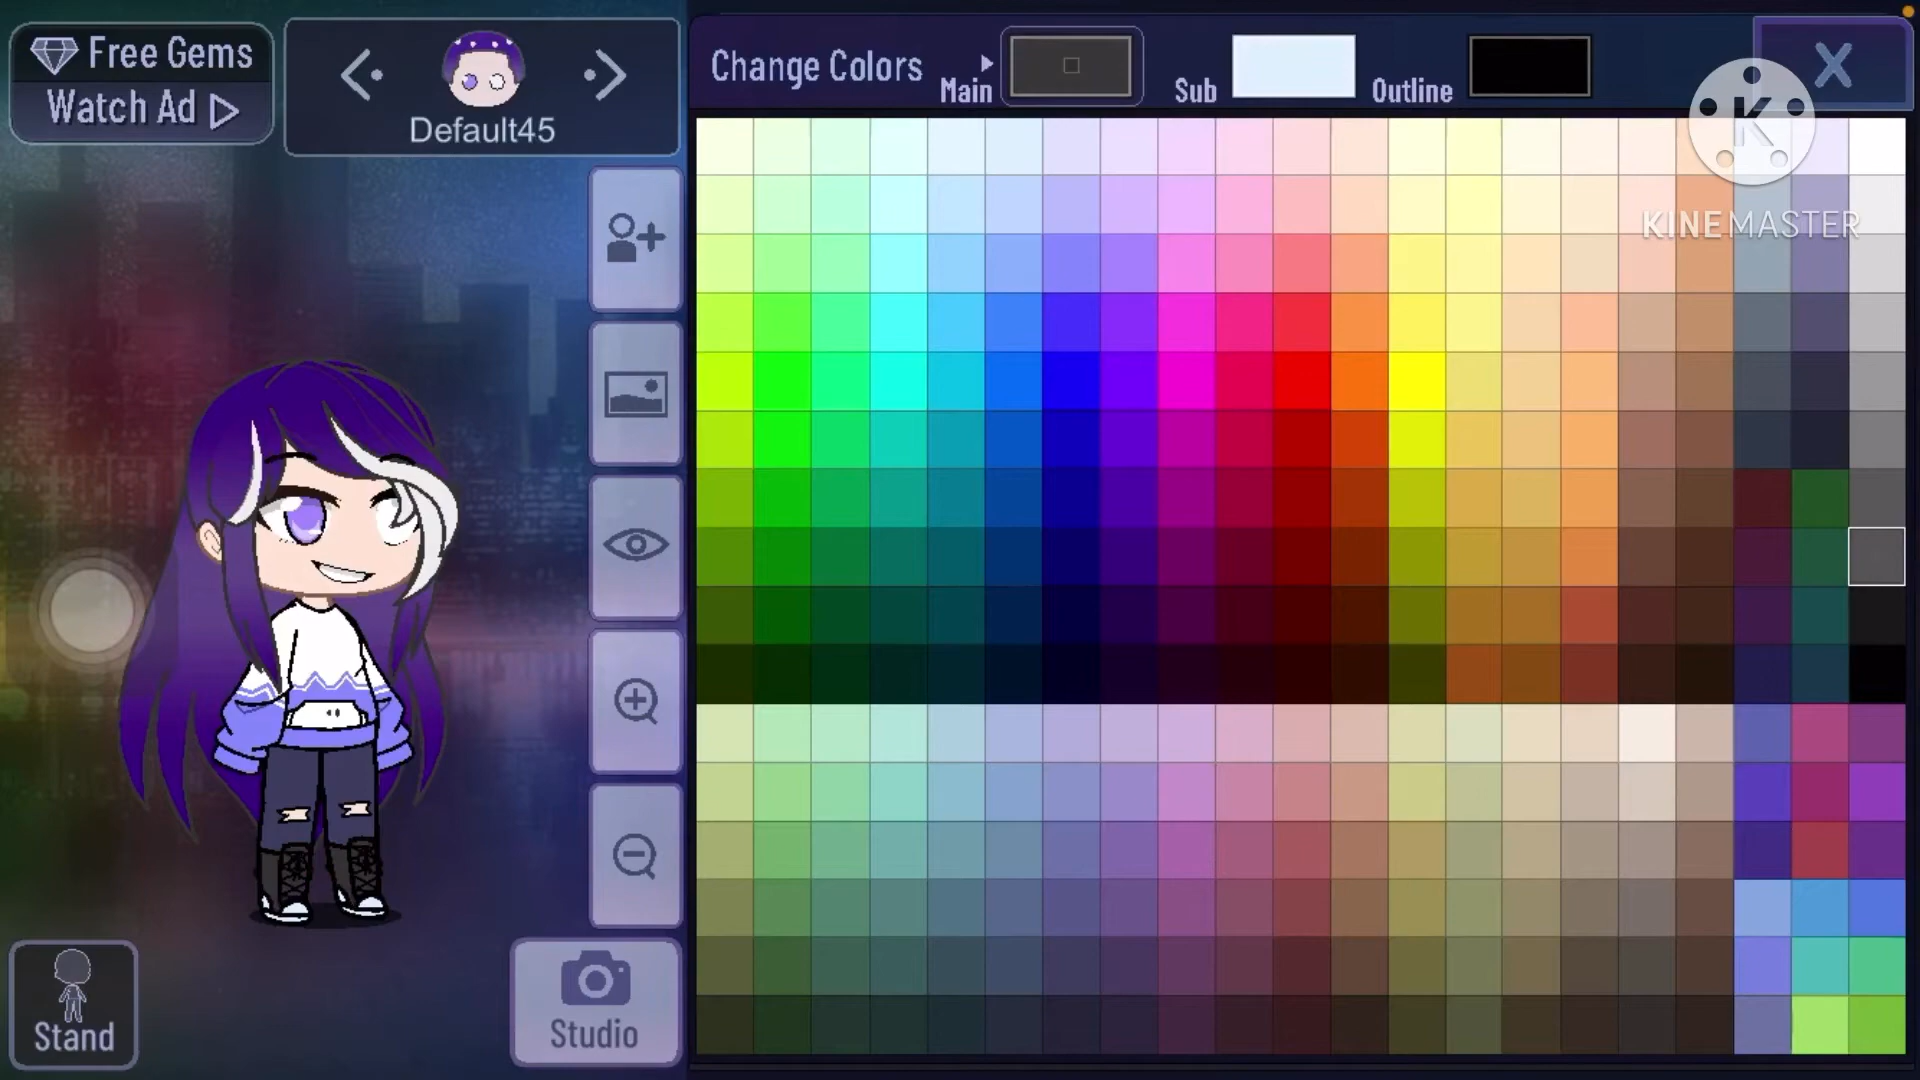 Free Gems
Watch Ad
Default45
Change Colors
Main
Sub
Outline
X
K
KINEMASTER
Stand
Studio